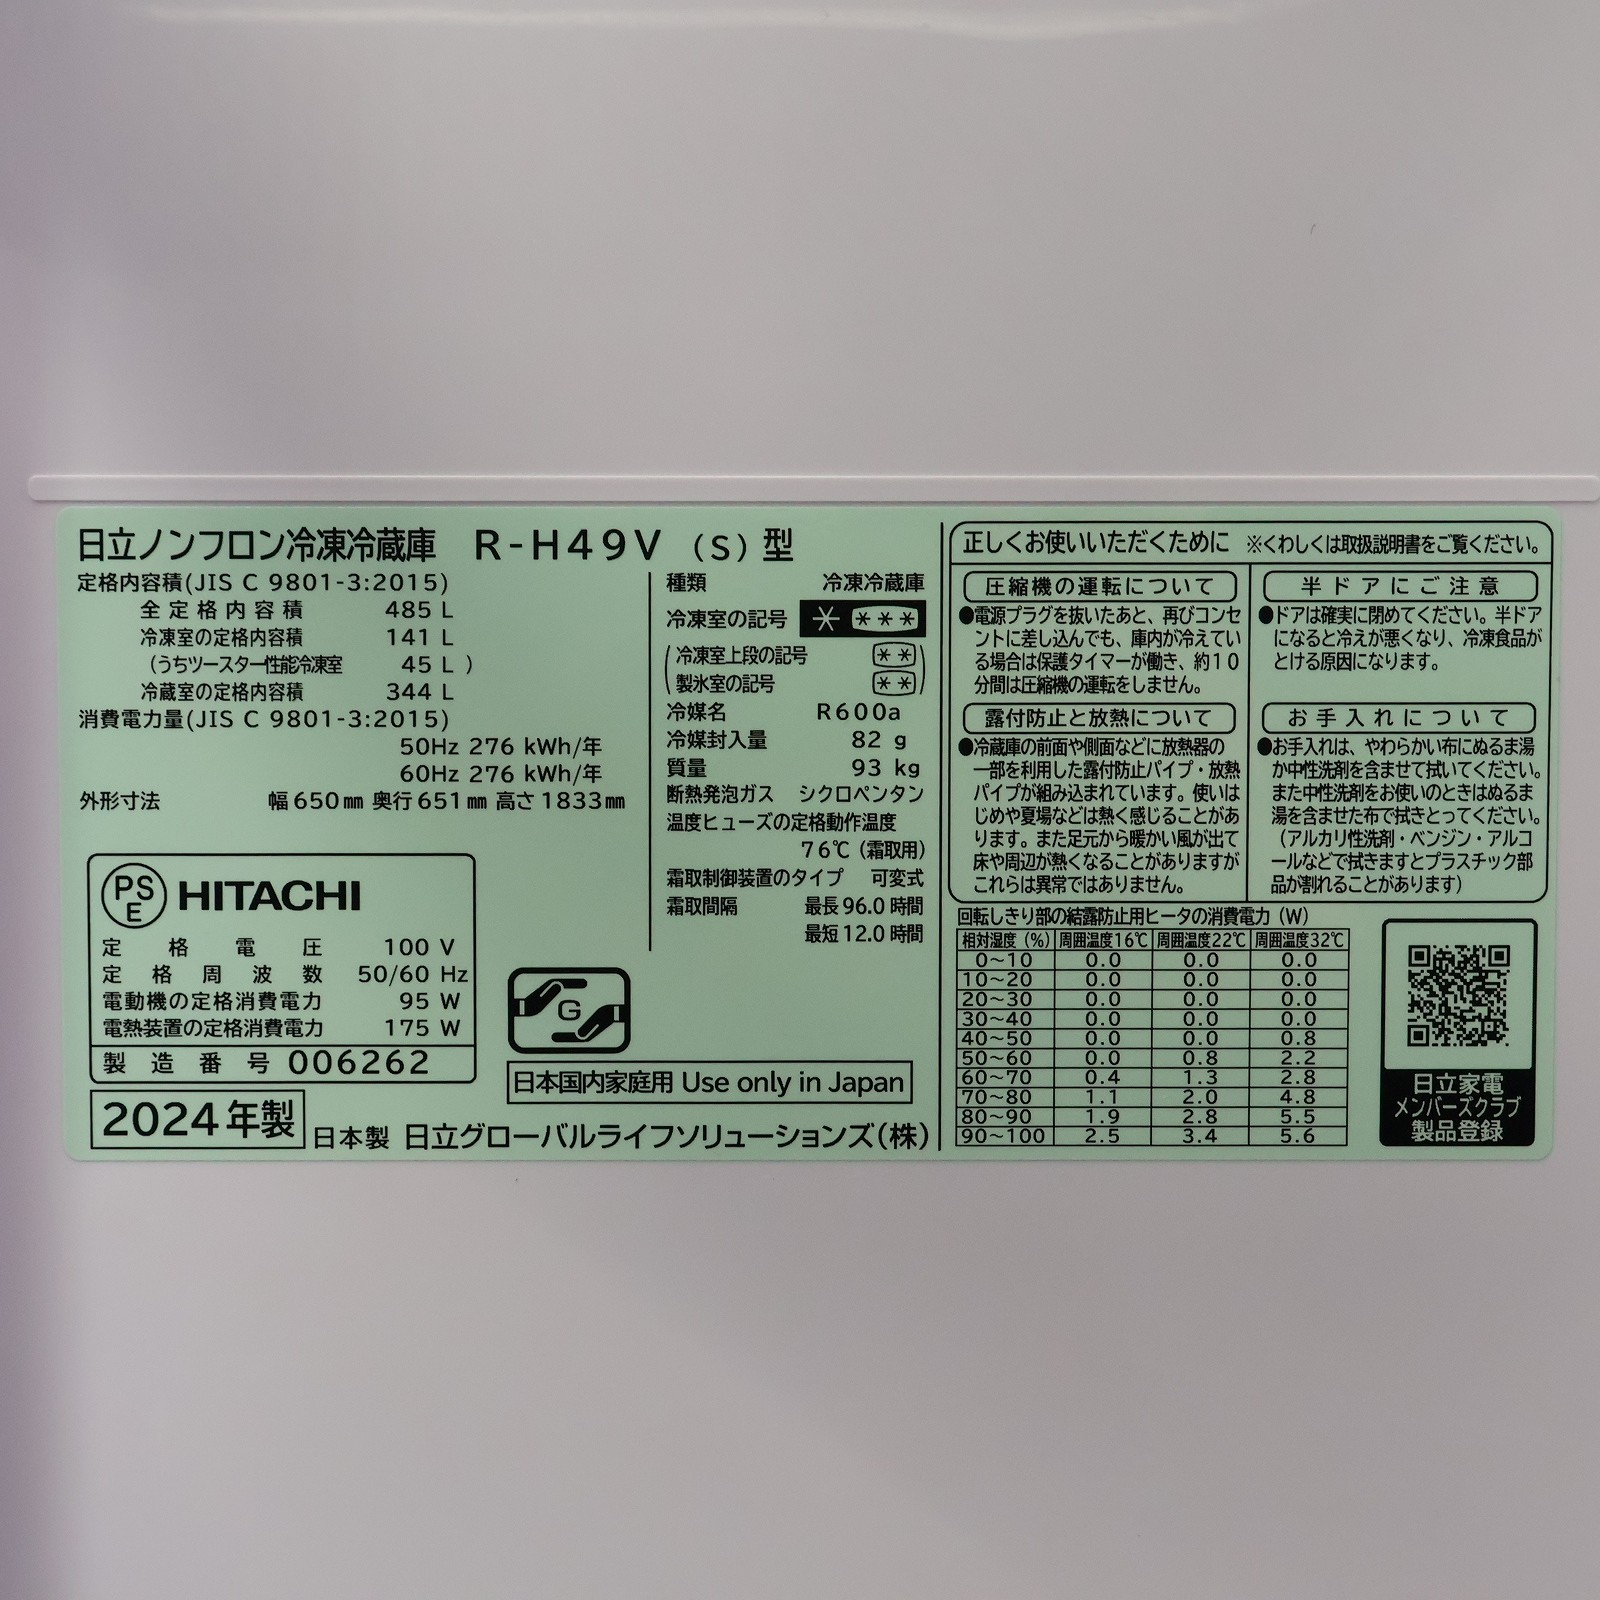 日立ノンフロン冷凍冷蔵庫 R-H49V (S) 型
定格内容積(JIS C 9801-3:2015)
全定格内容積 485 L
冷凍室の定格内容積 141 L
(うちツースター性能冷凍室 45 L )
冷蔵室の定格内容積 344 L
消費電力量(JIS C 9801-3:2015)
50Hz 276 kWh/年
60Hz 276 kWh/年
外形寸法 幅650㎜ 奥行651㎜ 高さ1833㎜
PS E HITACHI
定格電圧 100 V
定格周波数 50/60 Hz
電動機の定格消費電力 95 W
電熱装置の定格消費電力 175 W
製造番号 006262
2024年製
日本製 日立グローバルライフソリューションズ(株)
種類 冷凍冷蔵庫
冷凍室の記号 * ***
冷凍室上段の記号 **
製氷室の記号 **
冷媒名 R600a
冷媒封入量 82 g
質量 93 kg
断熱発泡ガス シクロペンタン
温度ヒューズの定格動作温度
76℃(霜取用)
霜取制御装置のタイプ 可変式
霜取間隔 最長96.0時間
最短12.0時間
G
日本国内家庭用 Use only in Japan
正しくお使いいただくために ※くわしくは取扱説明書をご覧ください。
圧縮機の運転について
●電源プラグを抜いたあと、再びコンセ
ントに差し込んでも、庫内が冷えてい
る場合は保護タイマーが働き、約10
分間は圧縮機の運転をしません。
露付防止と放熱について
●冷蔵庫の前面や側面などに放熱器の
一部を利用した露付防止パイプ・放熱
パイプが組み込まれています。使いは
じめや夏場などは熱く感じることがあ
ります。また足元から暖かい風が出て
床や周辺が熱くなることがありますが
これらは異常ではありません。
半ドアにご注意
●ドアは確実に閉めてください。半ドア
になると冷えが悪くなり、冷凍食品が
とける原因になります。
お手入れについて
●お手入れは、やわらかい布にぬるま湯
か中性洗剤を含ませて拭いてください。
また中性洗剤をお使いのときはぬるま
湯を含ませた布で拭きとってください。
(アルカリ性洗剤・ベンジン・アルコ
ールなどで拭きますとプラスチック部
品が割れることがあります)
回転しきり部の結露防止用ヒータの消費電力(W)
相対湿度(%) 周囲温度16℃ 周囲温度22℃ 周囲温度32℃
0~10 0.0 0.0 0.0
10~20 0.0 0.0 0.0
20~30 0.0 0.0 0.0
30~40 0.0 0.0 0.0
40~50 0.0 0.0 0.8
50~60 0.0 0.8 2.2
60~70 0.4 1.3 2.8
70~80 1.1 2.0 4.8
80~90 1.9 2.8 5.5
90~100 2.5 3.4 5.6
日立家電
メンバーズクラブ
製品登録